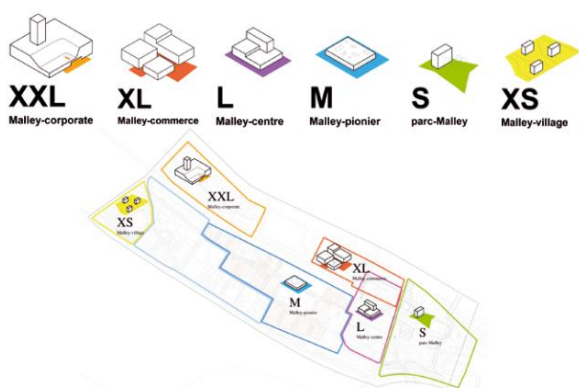 XXL
Malley-corporate
XL
Malley-commerce
L
Malley-centre
M
Malley-pionier
S
parc-Malley
XS
Malley-village
XXL
Malley-corporate
XS
Malley-village
XL
Malley-commerce
M
Malley-pionier
L
Malley-centre
S
parc-Malley